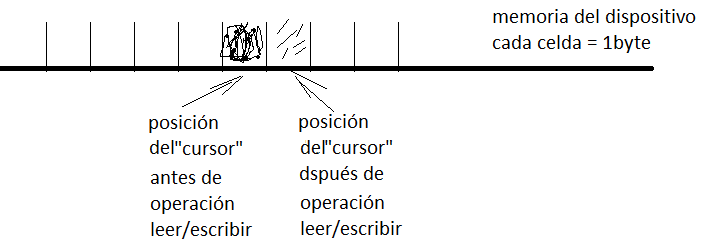 memoria del dispositivo
cada celda = 1byte
posición
del"cursor"
antes de
operación
leer/escribir
posición
del"cursor"
dspués de
operación
leer/escribir